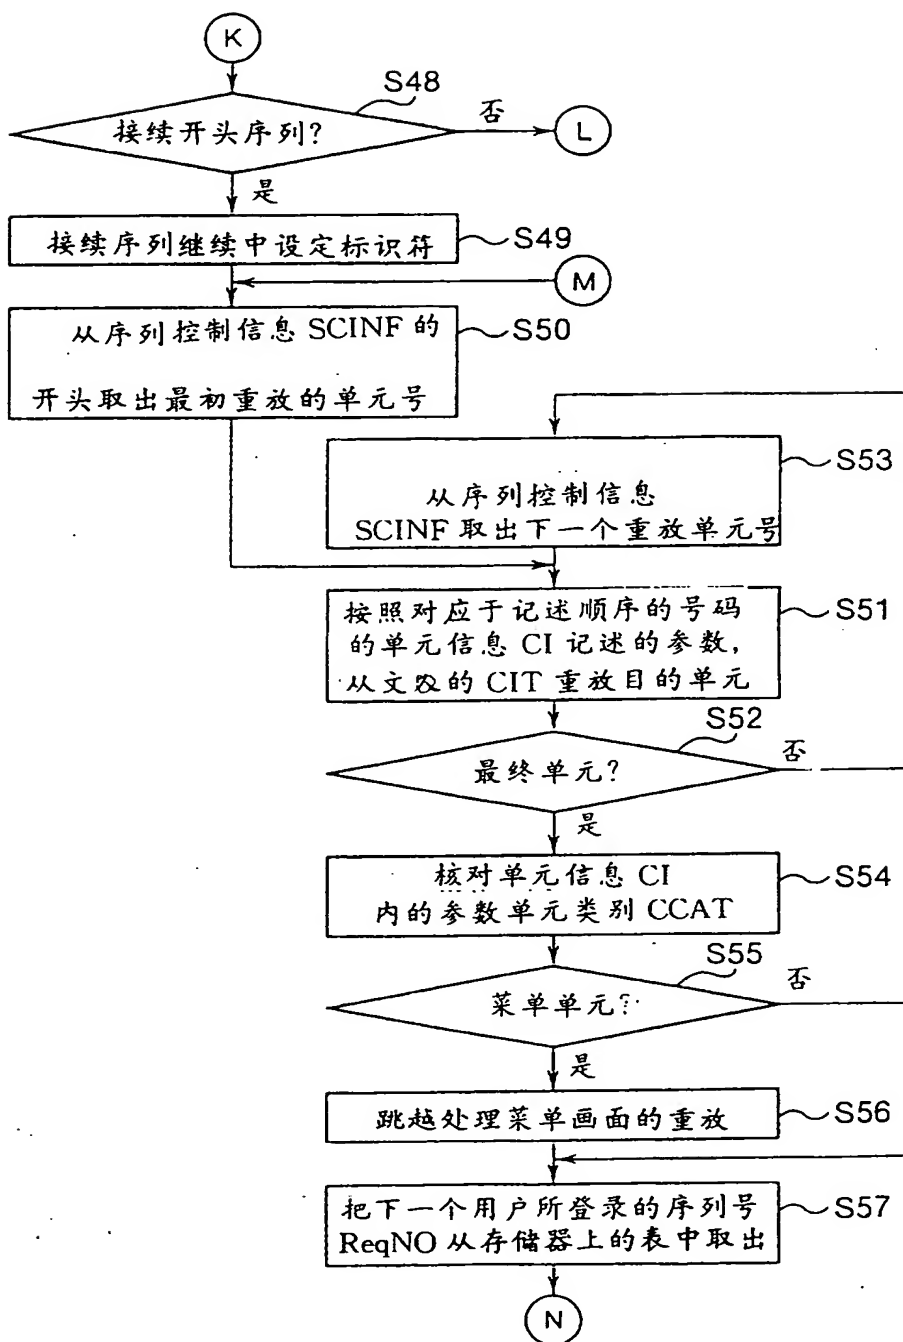 K
S48
接续开头序列?
否
L
是
接续序列继续中设定标识符
S49
M
从序列控制信息 SCINF 的
开头取出最初重放的单元号
S50
S53
从序列控制信息
SCINF 取出下一个重放单元号
按照对应于记述顺序的号码
的单元信息 CI 记述的参数,
从文的 CIT 重放目的单元
S51
S52
最终单元?
否
是
核对单元信息 CI
内的参数单元类别 CCAT
S54
S55
菜单单元?
否
是
跳越处理菜单画面的重放
S56
把下一个用户所登录的序列号
ReqNO 从存储器上的表中取出
S57
N